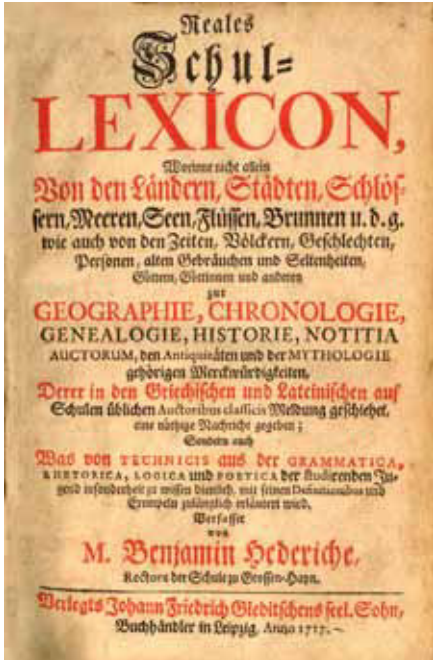 Reales
Schul-
LEXICON,
Worinne nicht allein
Von den Ländern, Städten, Schlös-
sern, Meeren, Seen, Flüssen, Brunnen u. d. g.
wie auch von den Zeiten, Völckern, Geschlechten,
Personen, alten Gebräuchen und Seltenheiten,
Göttern, Göttinnen und anderen
zur
GEOGRAPHIE, CHRONOLOGIE,
GENEALOGIE, HISTORIE, NOTITIA
AUCTORUM, den Antiquitäten und der MYTHOLOGIE
gehörigen Merckwürdigkeiten,
Derer in den Griechischen und Lateinischen auf
Schulen üblichen Auctoribus classicis Meldung geschiehet,
eine nöthige Nachricht gegeben;
Sondern auch
Was von TECHNICIS aus der GRAMMATICA,
RHETORICA, LOGICA und POETICA der studirenden Ju-
gend insonderheit zu wissen dienlich, mit seinen Definitionibus und
Exempeln zulänglich erläutert wird.
Verfasset
von
M. Benjamin Hederiche,
Rectore der Schule zu Grossen-Hayn.
Verlegts Johann Friedrich Gleditschens seel. Sohn,
Buchhändler in Leipzig, Anno 1717.